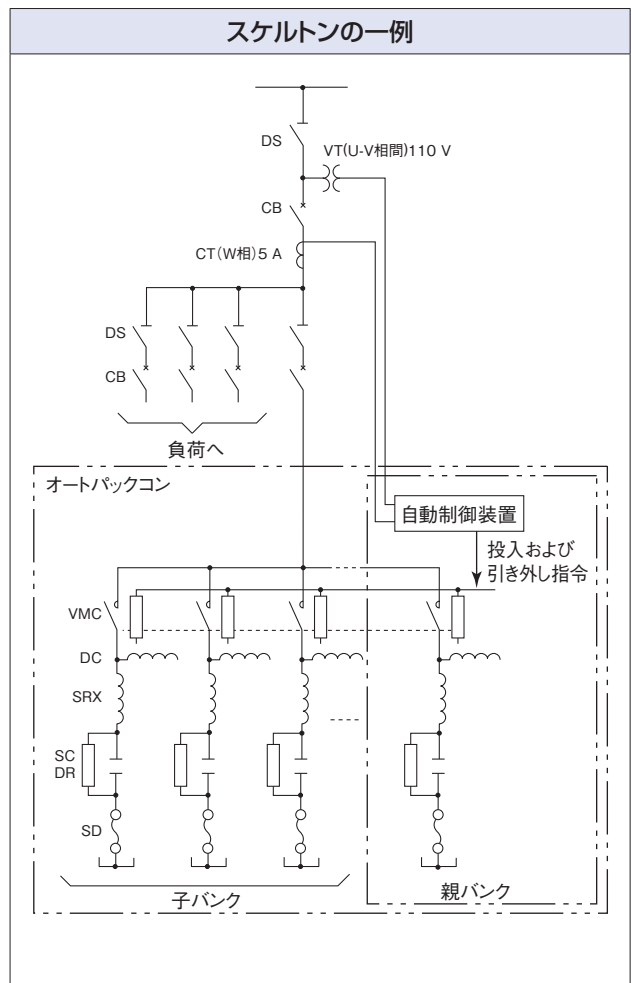 スケルトンの一例
DS
VT(U-V相間)110 V
CB
CT(W相)5 A
DS
CB
負荷へ
オートパックコン
自動制御装置
投入および
引き外し指令
VMC
DC
SRX
SC
DR
SD
子バンク
親バンク